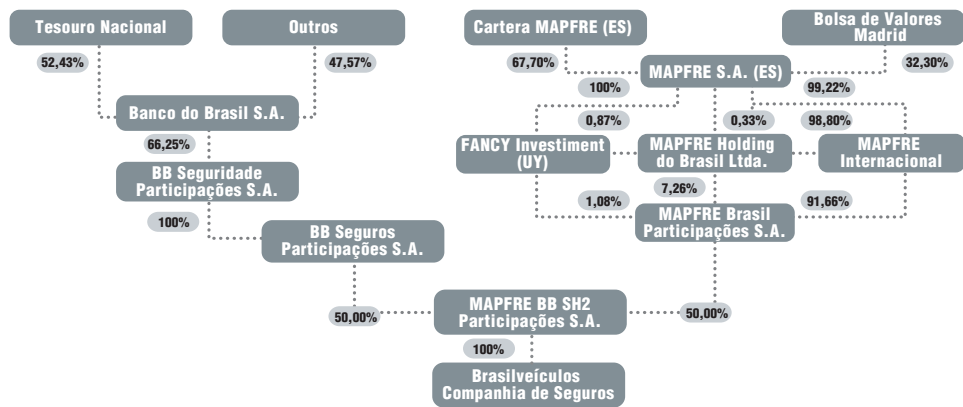 Tesouro Nacional
Outros
Cartera MAPFRE (ES)
Bolsa de Valores
Madrid
52,43%
47,57%
67,70%
MAPFRE S.A. (ES)
32,30%
100%
99,22%
Banco do Brasil S.A.
0,87%
0,33%
98,80%
66,25%
FANCY Investiment
(UY)
MAPFRE Holding
do Brasil Ltda.
MAPFRE
Internacional
BB Seguridade
Participações S.A.
7,26%
100%
1,08%
91,66%
BB Seguros
Participações S.A.
MAPFRE Brasil
Participações S.A.
MAPFRE BB SH2
Participações S.A.
50,00%
50,00%
100%
Brasilveículos
Companhia de Seguros